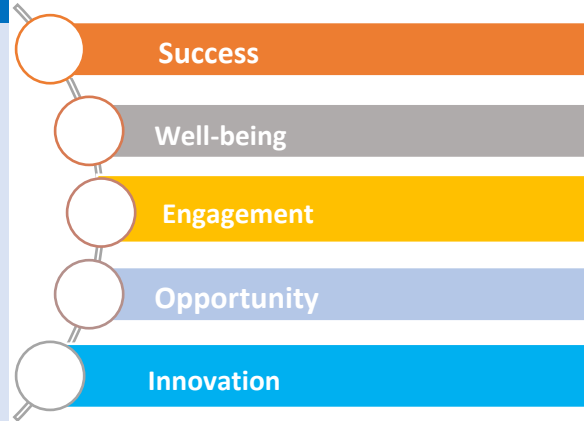 Success
Well-being
Engagement
Opportunity
Innovation